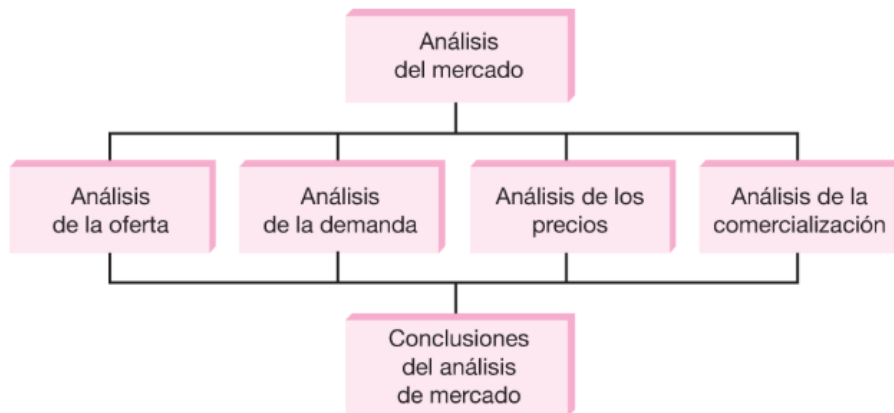 Análisis
del mercado
Análisis
de la oferta
Análisis
de la demanda
Análisis de los
precios
Análisis de la
comercialización
Conclusiones
del análisis
de mercado